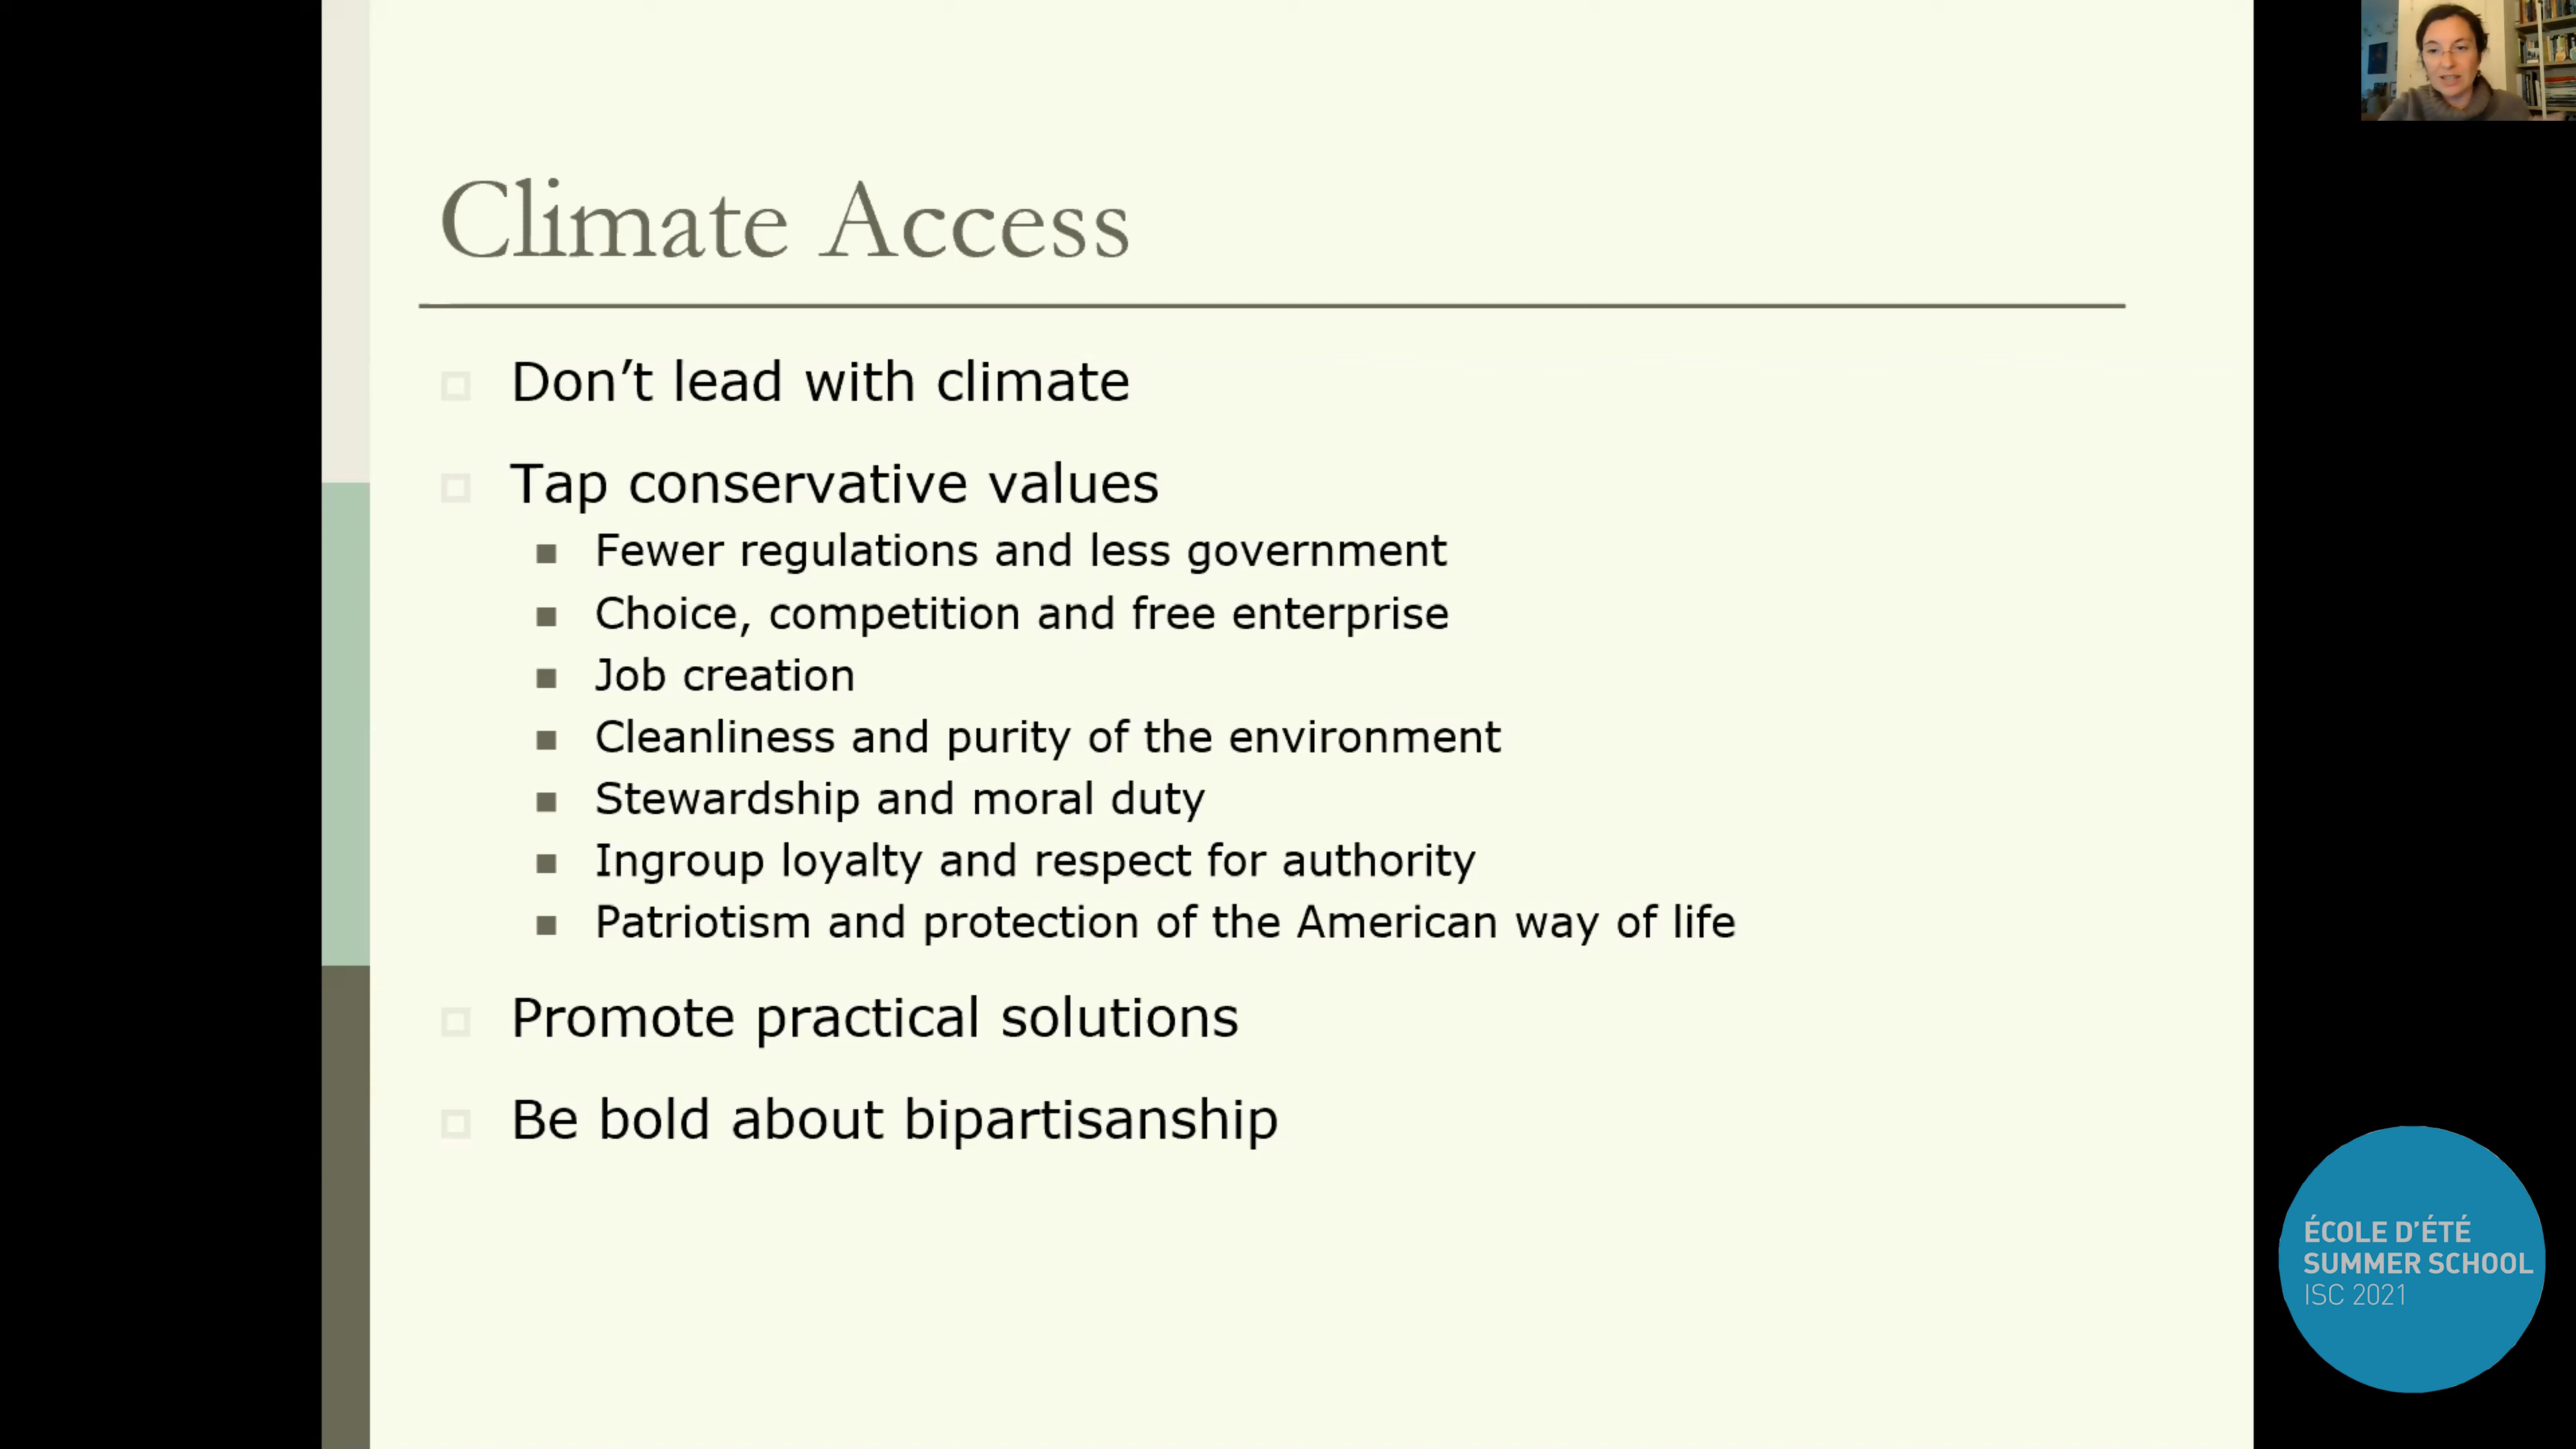 Climate Access
Don’t lead with climate
Tap conservative values
Fewer regulations and less government
Choice, competition and free enterprise
Job creation
Cleanliness and purity of the environment
Stewardship and moral duty
Ingroup loyalty and respect for authority
Patriotism and protection of the American way of life
Promote practical solutions
Be bold about bipartisanship
ÉCOLE D’ÉTÉ
SUMMER SCHOOL
ISC 2021